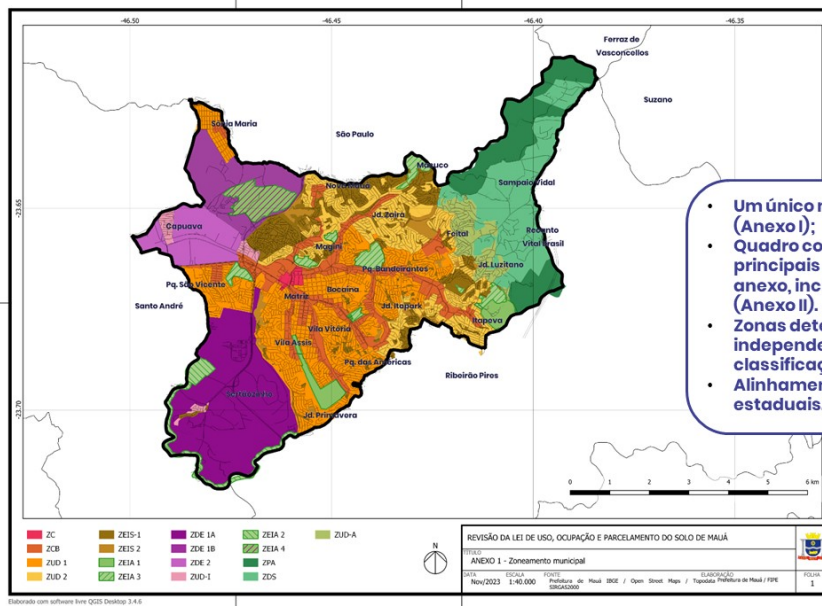 -46.50 -46.45 -46.40 -46.35
Ferraz de
Vasconcellos
Suzano
São Paulo
Sônia Maria
Sampaio Vidal
-23.65
Jd. Zaíra
Capuava
Feital
Recanto
Vital Brasil
Magini
Jd. Luzitano
Pq. Bandeirantes
Pq. São Vicente
Matriz
Bocaina
Santo André
Jd. Itapark
Itapeva
Vila Vitória
Vila Assis
Pq. das Américas
Ribeirão Pires
-23.70
Jd. Primavera
• Um único
(Anexo I);
• Quadro
principais
anexo,
(Anexo II).
• Zonas
classificaç
• Alinhamen
estaduais
0 1 2 3 4 5 6 km
ZC ZEIS-1 ZDE 1A ZEIA 2 ZUD-A
ZCB ZEIS 2 ZDE 1B ZEIA 4
ZUD 1 ZEIA 1 ZDE 2 ZPA
ZUD 2 ZEIA 3 ZUD-I ZDS
N
REVISÃO DA LEI DE USO, OCUPAÇÃO E PARCELAMENTO DO SOLO DE MAUÁ
TÍTULO
ANEXO 1 - Zoneamento municipal
DATA ESCALA FONTE ELABORAÇÃO FOLHA
Nov/2023 1:40.000 Prefeitura de Mauá IBGE / Open Street Maps / Topodata Prefeitura de Mauá / FIPE 1
SIRGAS2000
Elaborado com software livre QGIS Desktop 3.4.6